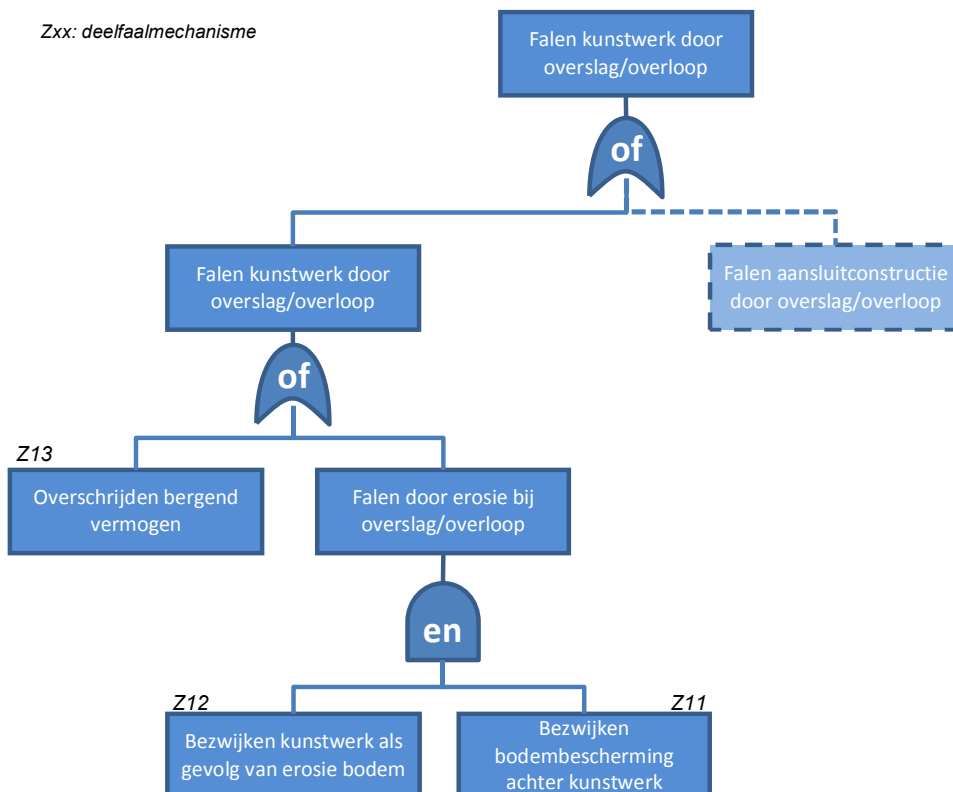 Zxx: deelfaalmechanisme
Falen kunstwerk door
overslag/overloop
of
Falen kunstwerk door
overslag/overloop
Falen aansluitconstructie
door overslag/overloop
of
Z13
Overschrijden bergend
vermogen
Falen door erosie bij
overslag/overloop
en
Z12
Bezwijken kunstwerk als
gevolg van erosie bodem
Z11
Bezwijken
bodembescherming
achter kunstwerk